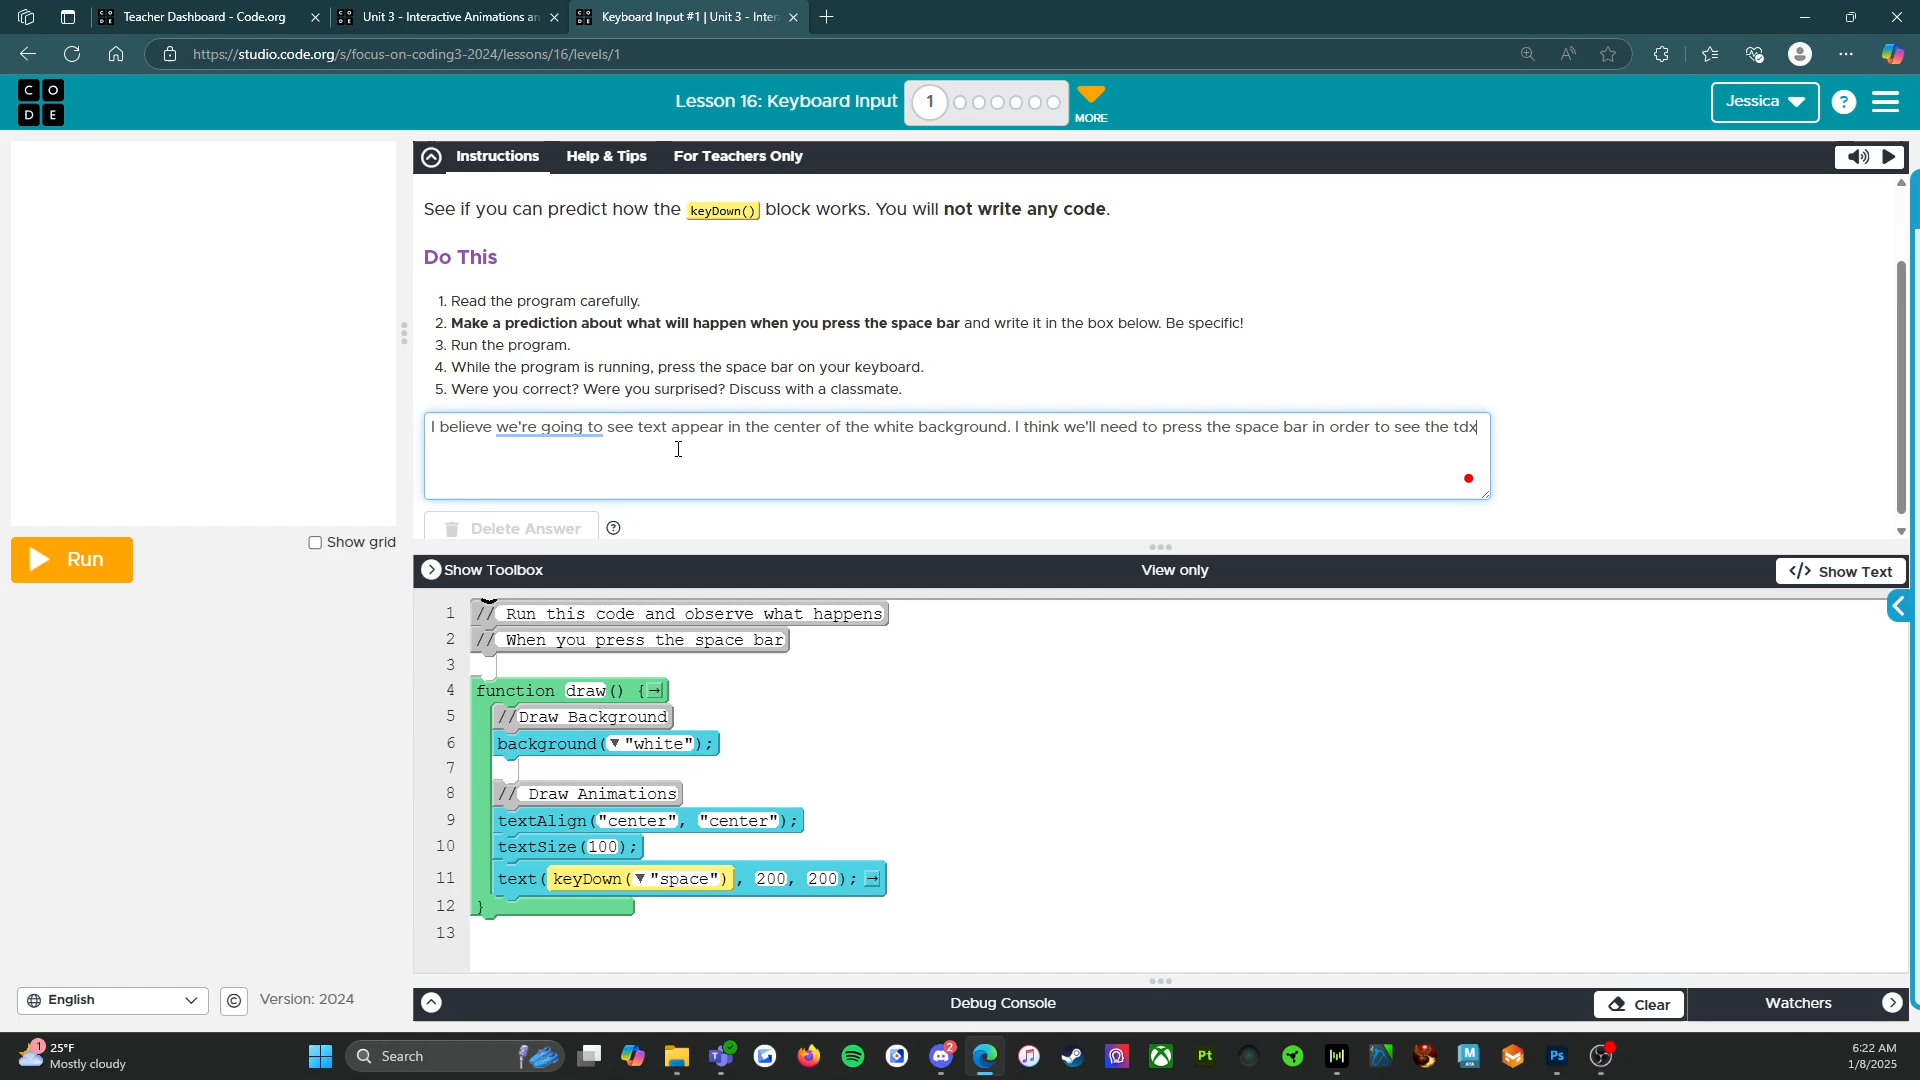 Teacher Dashboard - Code.org
Unit 3 - Interactive Animations an
Keyboard Input #1 | Unit 3 - Inter
https://studio.code.org/s/focus-on-coding3-2024/lessons/16/levels/1
C O
D E
Lesson 16: Keyboard Input
1
MORE
Jessica
?
Instructions
Help & Tips
For Teachers Only
See if you can predict how the keyDown() block works. You will not write any code.
Do This
1. Read the program carefully.
2. Make a prediction about what will happen when you press the space bar and write it in the box below. Be specific!
3. Run the program.
4. While the program is running, press the space bar on your keyboard.
5. Were you correct? Were you surprised? Discuss with a classmate.
I believe we're going to see text appear in the center of the white background. I think we'll need to press the space bar in order to see the tdx
Delete Answer
?
Show grid
Run
Show Toolbox
View only
</> Show Text
1 // Run this code and observe what happens
2 // When you press the space bar
3
4 function draw() {
5 //Draw Background
6 background("white");
7
8 // Draw Animations
9 textAlign("center", "center");
10 textSize(100);
11 text(keyDown("space"), 200, 200);
12 }
13
English
©
Version: 2024
Debug Console
Clear
Watchers
1
25°F
Mostly cloudy
Search
2
Pt
M
Ps
6:22 AM
1/8/2025